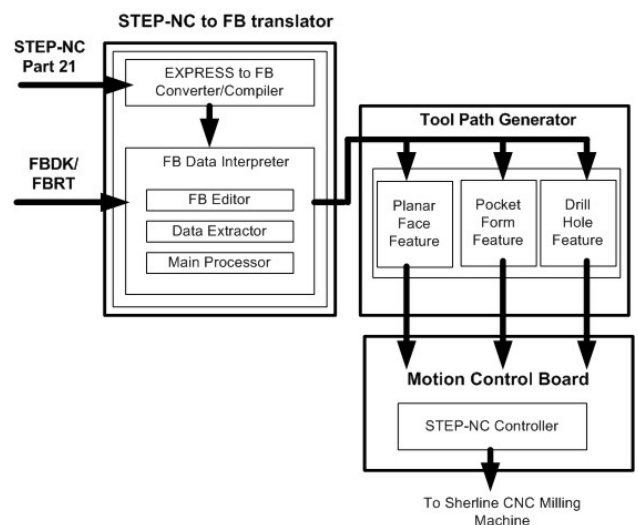 STEP-NC to FB translator
STEP-NC
Part 21
EXPRESS to FB
Converter/Compiler
FBDK/
FBRT
FB Data Interpreter
FB Editor
Data Extractor
Main Processor
Tool Path Generator
Planar
Face
Feature
Pocket
Form
Feature
Drill
Hole
Feature
Motion Control Board
STEP-NC Controller
To Sherline CNC Milling
Machine